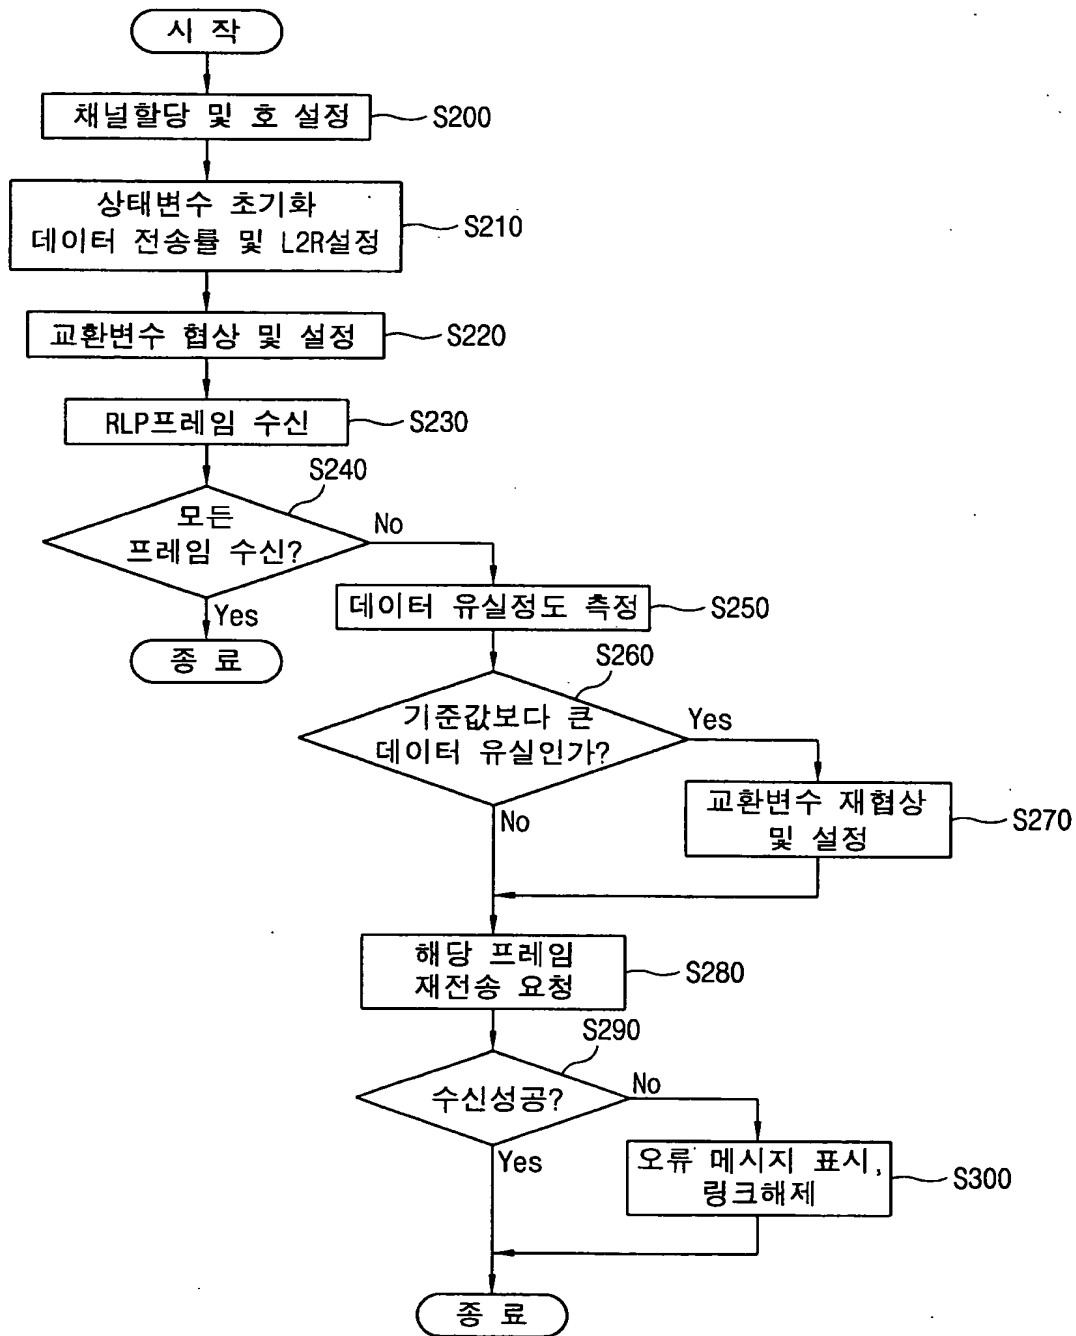 시 작
채널할당 및 호 설정
S200
상태변수 초기화
데이터 전송률 및 L2R설정
S210
교환변수 협상 및 설정
S220
RLP프레임 수신
S230
S240
모든
프레임 수신?
No
Yes
종 료
데이터 유실정도 측정
S250
S260
기준값보다 큰
데이터 유실인가?
Yes
No
교환변수 재협상
및 설정
S270
해당 프레임
재전송 요청
S280
S290
수신성공?
No
Yes
오류 메시지 표시,
링크해제
S300
종 료